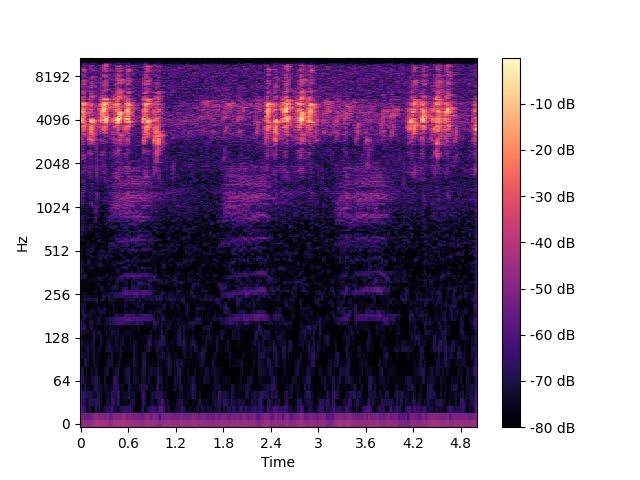 8192
4096
2048
1024
512
256
128
64
0
Hz
0 0.6 1.2 1.8 2.4 3 3.6 4.2 4.8
Time
-10 dB
-20 dB
-30 dB
-40 dB
-50 dB
-60 dB
-70 dB
-80 dB